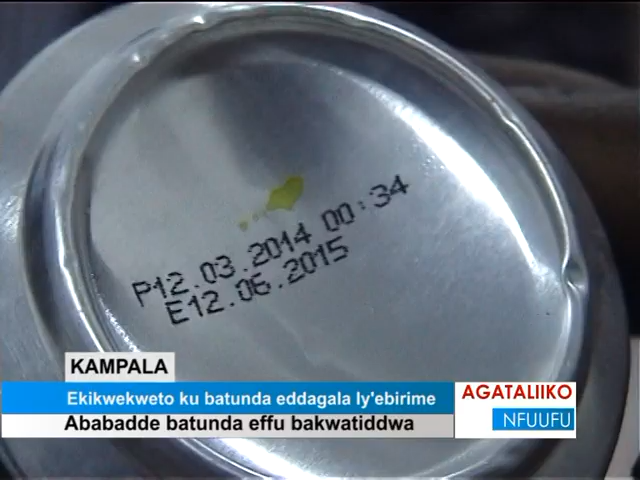 P12.03.2014 00:34
E12.06.2015
KAMPALA
Ekikwekweto ku batunda eddagala ly'ebirime
Ababadde batunda effu bakwatiddwa
AGATALIIKO
NFUUFU